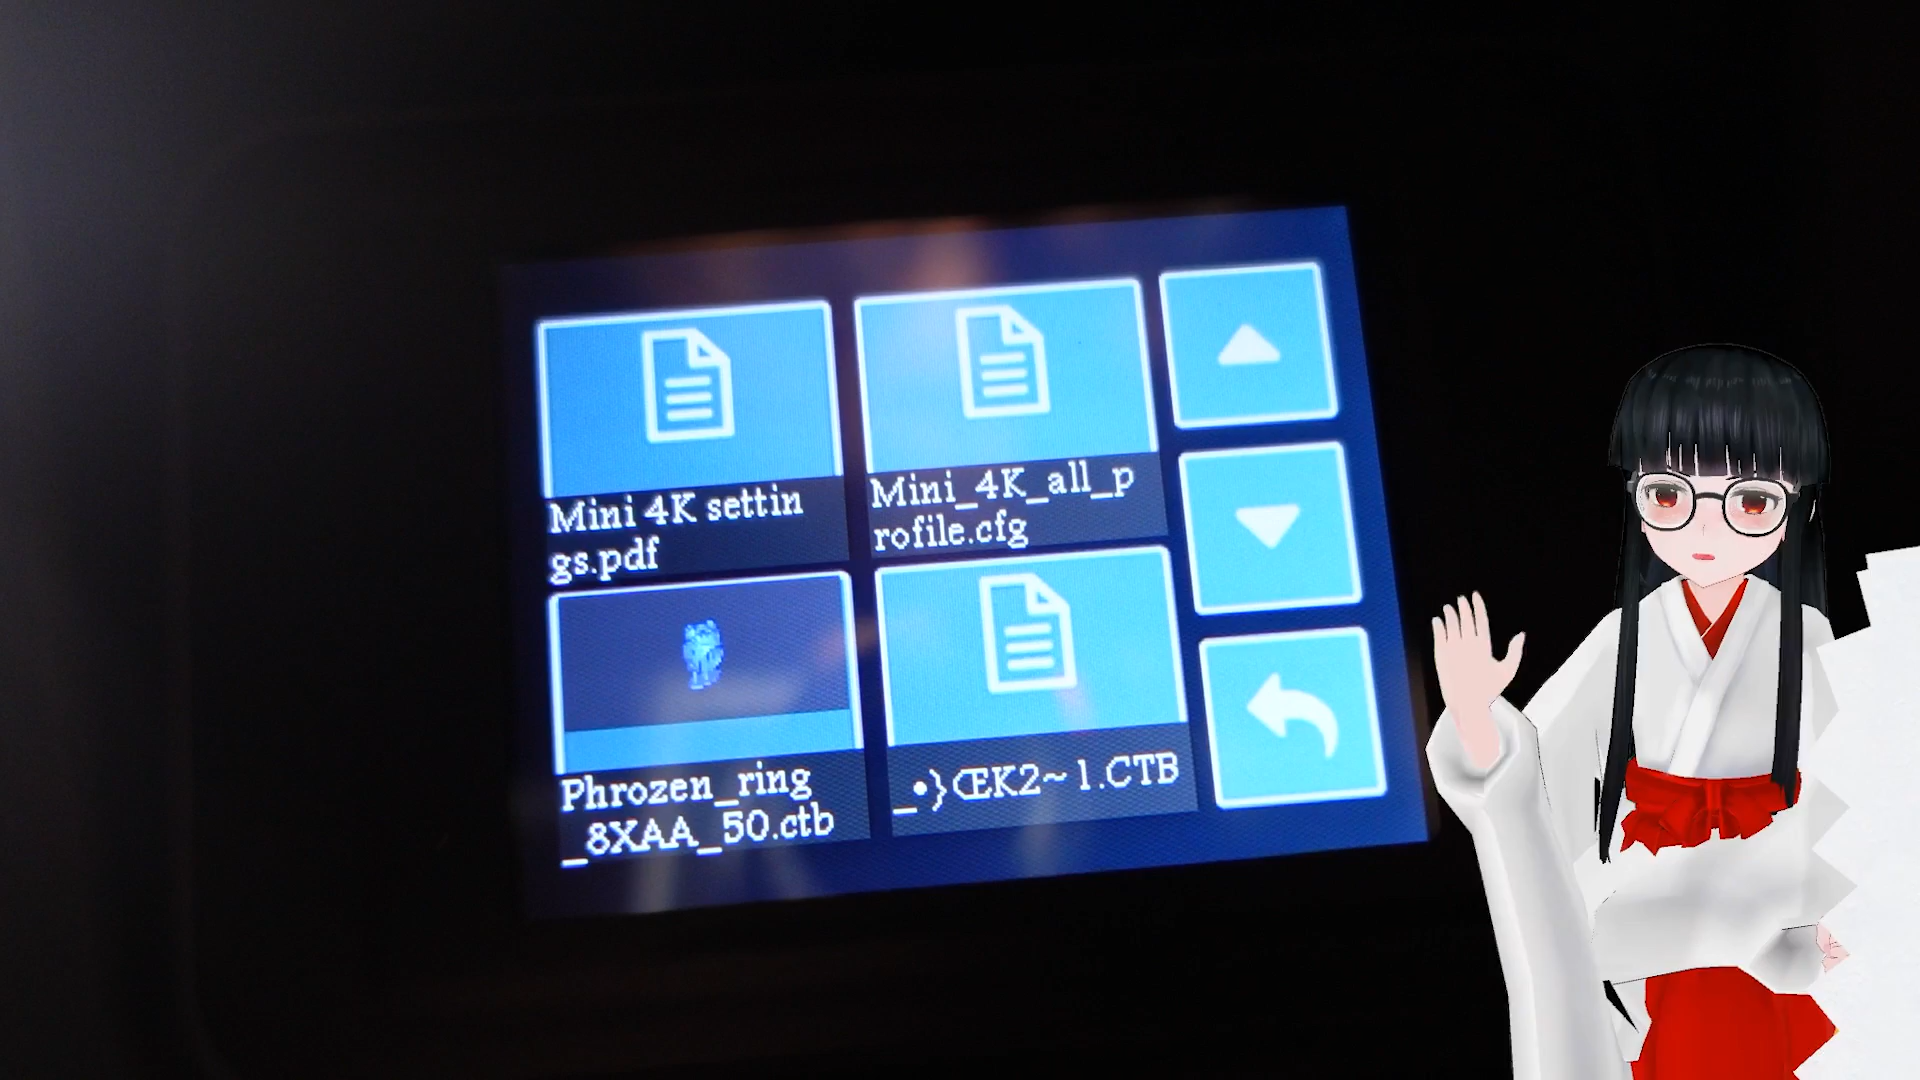 Mini 4K settin
gs.pdf
Mini_4K_all_p
rofile.cfg
Phrozen_ring
_8XAA_50.ctb
_•}ŒK2~1.CTB